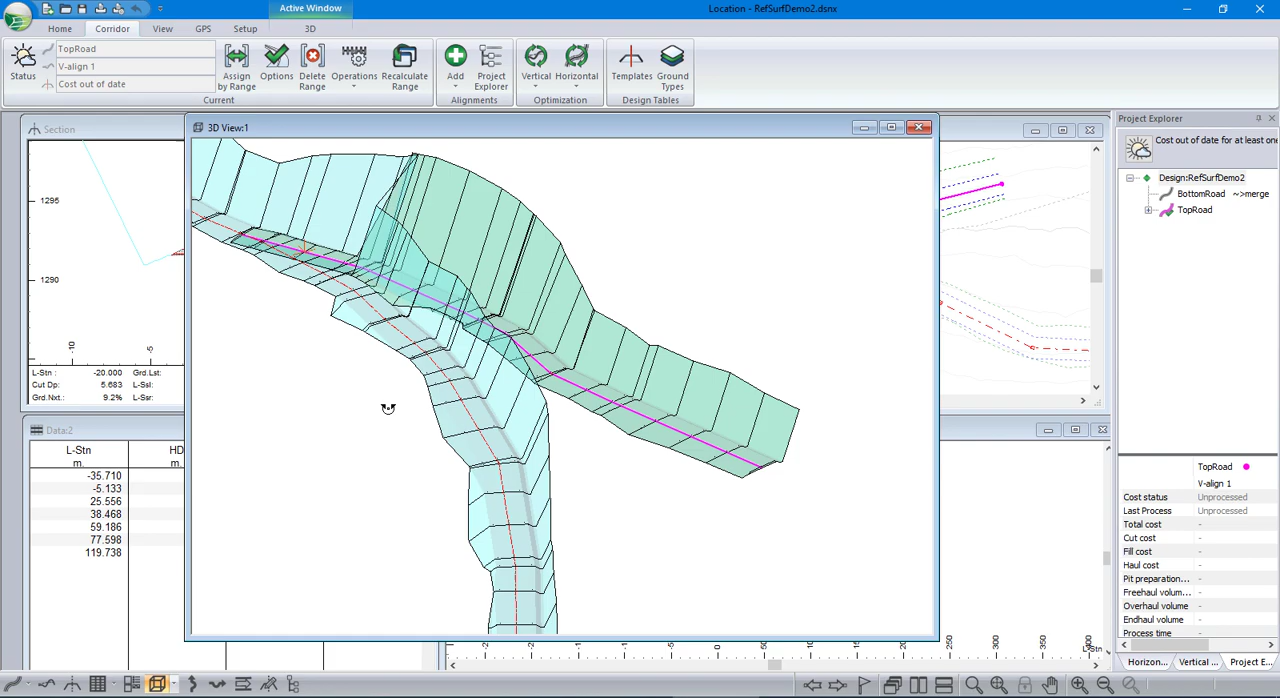 Active Window
Location - RefSurfDemo2.dsnx
Home
Corridor
View
GPS
Setup
3D
Status
TopRoad
V-align 1
Cost out of date
Assign
by Range
Options
Delete
Range
Operations
Recalculate
Range
Current
Add
Project
Explorer
Alignments
Vertical
Horizontal
Optimization
Templates
Ground
Types
Design Tables
Section
1295
1290
-10
-5
L-Stn : -20.000 Grd.Lst:
Cut Dp: 5.683 L-Ssl:
Grd.Nxt.: 9.2% L-Ssr:
3D View:1
Data:2
L-Stn HD
m. m.
-35.710
-5.133
25.556
38.468
59.186
77.598
119.738
250
300
350
L-Stn
Project Explorer
Cost out of date for at least one
Design:RefSurfDemo2
BottomRoad ~>merge
TopRoad
TopRoad
V-align 1
Cost status Unprocessed
Last Process Unprocessed
Total cost -
Cut cost -
Fill cost -
Haul cost -
Pit preparation... -
Freehaul volum... -
Overhaul volume -
Endhaul volume -
Process time -
Horizon...
Vertical ...
Project E...